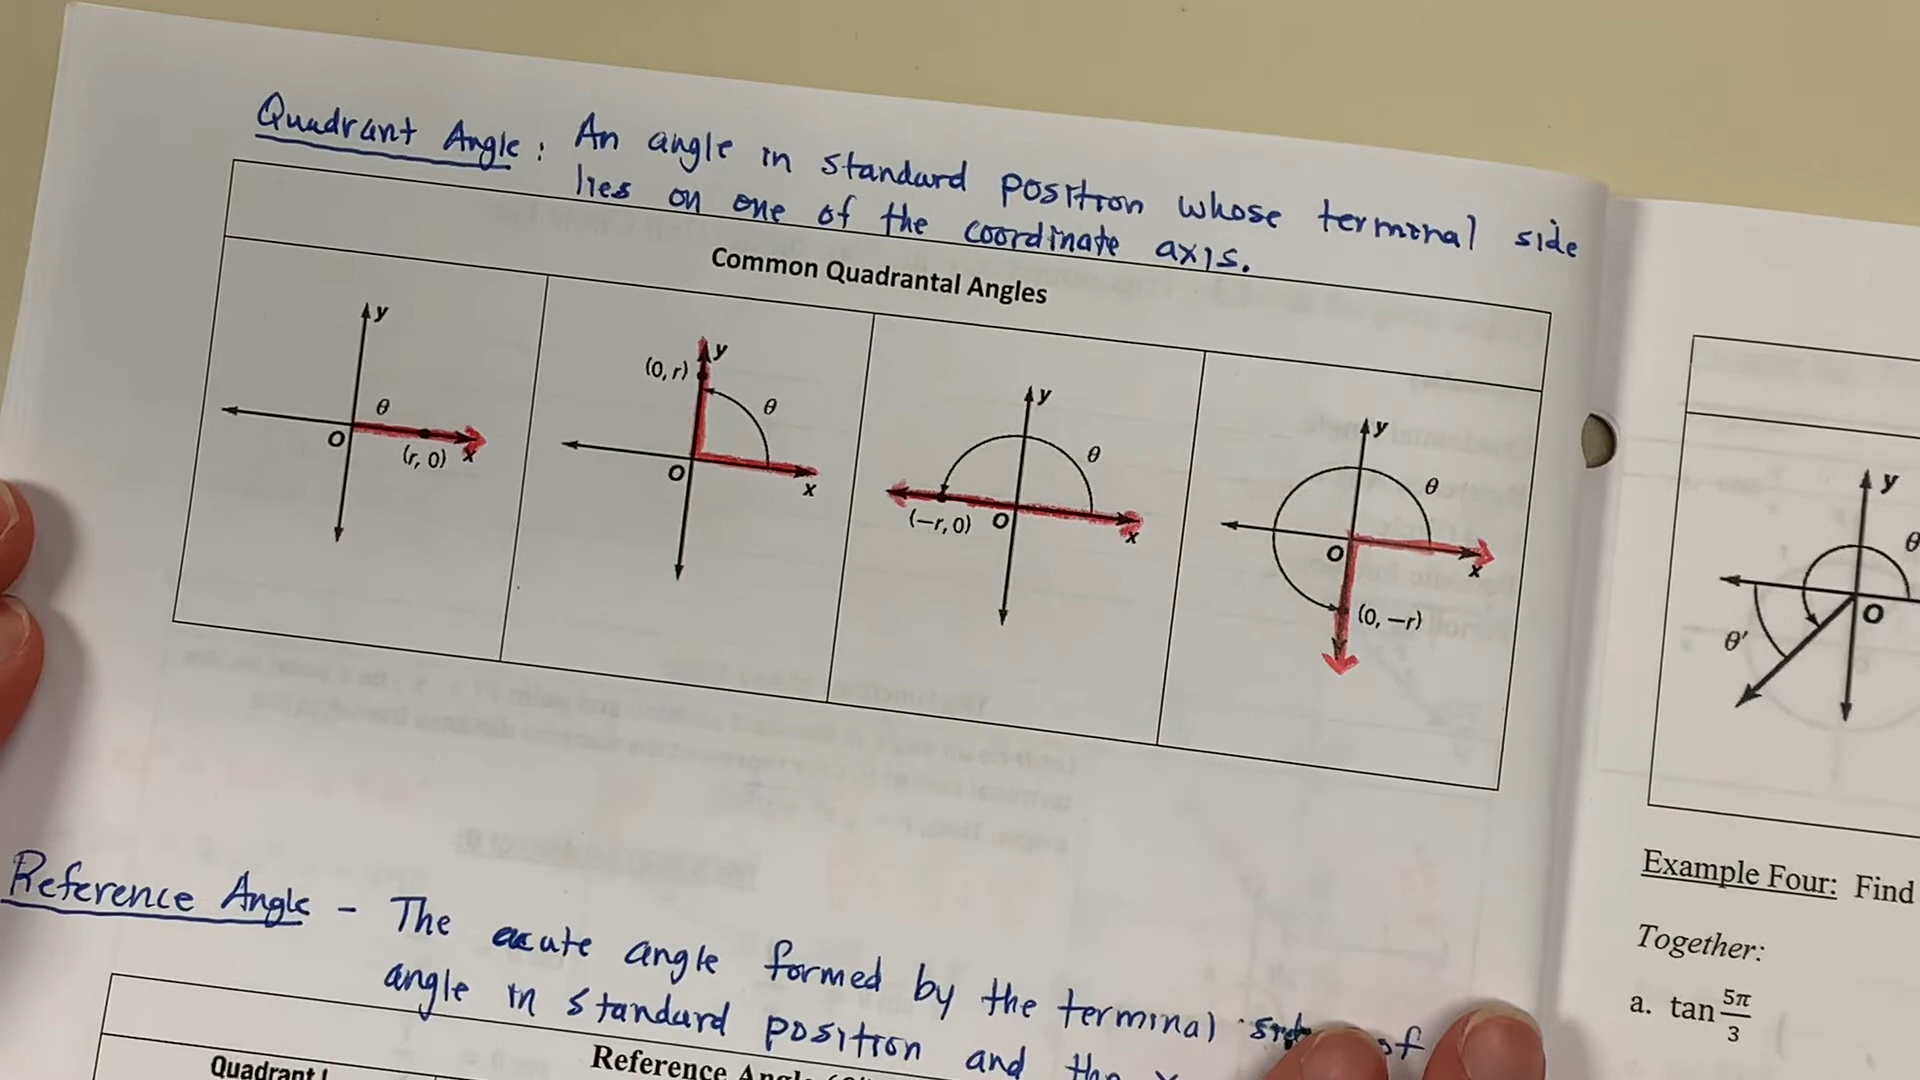 Quadrant Angle: An angle in standard position whose terminal side
lies on one of the coordinate axis.
Common Quadrantal Angles
y
θ
O
(r, 0)
x
y
(0, r)
θ
O
x
y
θ
(−r, 0)
O
x
y
θ
O
x
(0, −r)
Reference Angle - The acute angle formed by the terminal side of
angle in standard position and the x
Reference Angle
Quadrant I
y
θ
O
θ′
Example Four: Find
Together:
a. tan 5π/3